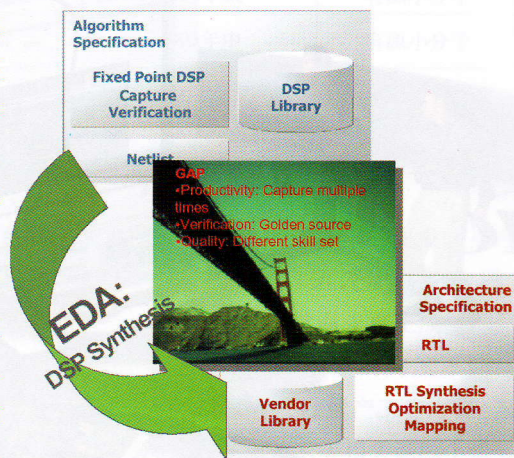 Algorithm
Specification
Fixed Point DSP
Capture
Verification
DSP
Library
Netlist
GAP
•Productivity: Capture multiple
times
•Verification: Golden source
•Quality: Different skill set
EDA:
DSP Synthesis
Architecture
Specification
RTL
Vendor
Library
RTL Synthesis
Optimization
Mapping